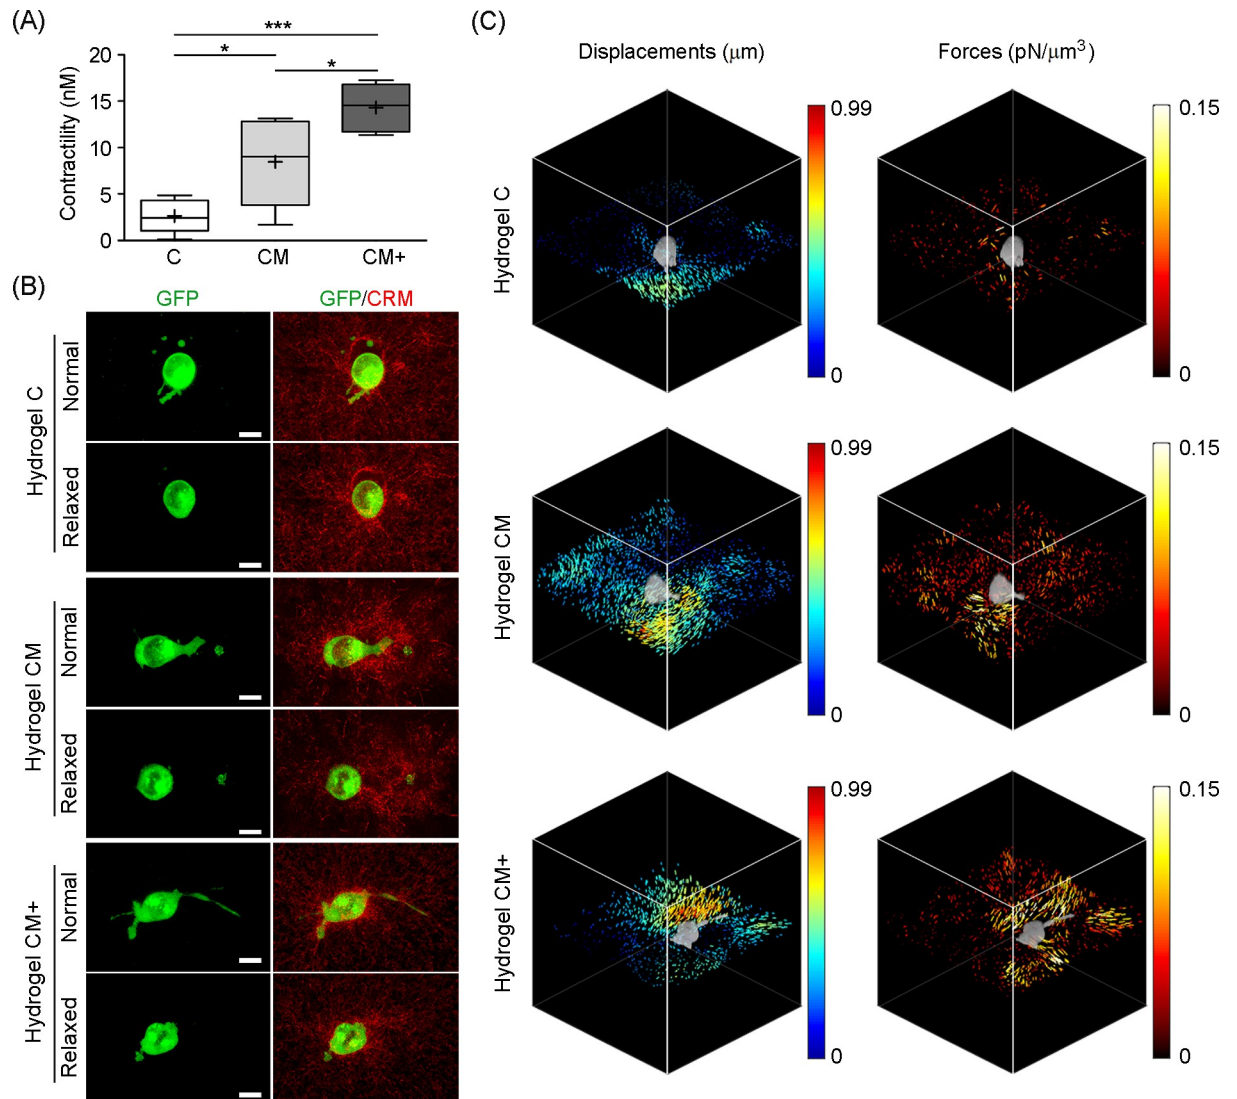 (A)
***
*
*
Contractility (nM)
20
15
10
5
0
C
CM
CM+
(B)
GFP
GFP/CRM
Hydrogel C
Normal
Relaxed
Hydrogel CM
Normal
Relaxed
Hydrogel CM+
Normal
Relaxed
(C)
Displacements (μm)
Forces (pN/μm³)
Hydrogel C
0.99
0
0.15
0
Hydrogel CM
0.99
0
0.15
0
Hydrogel CM+
0.99
0
0.15
0